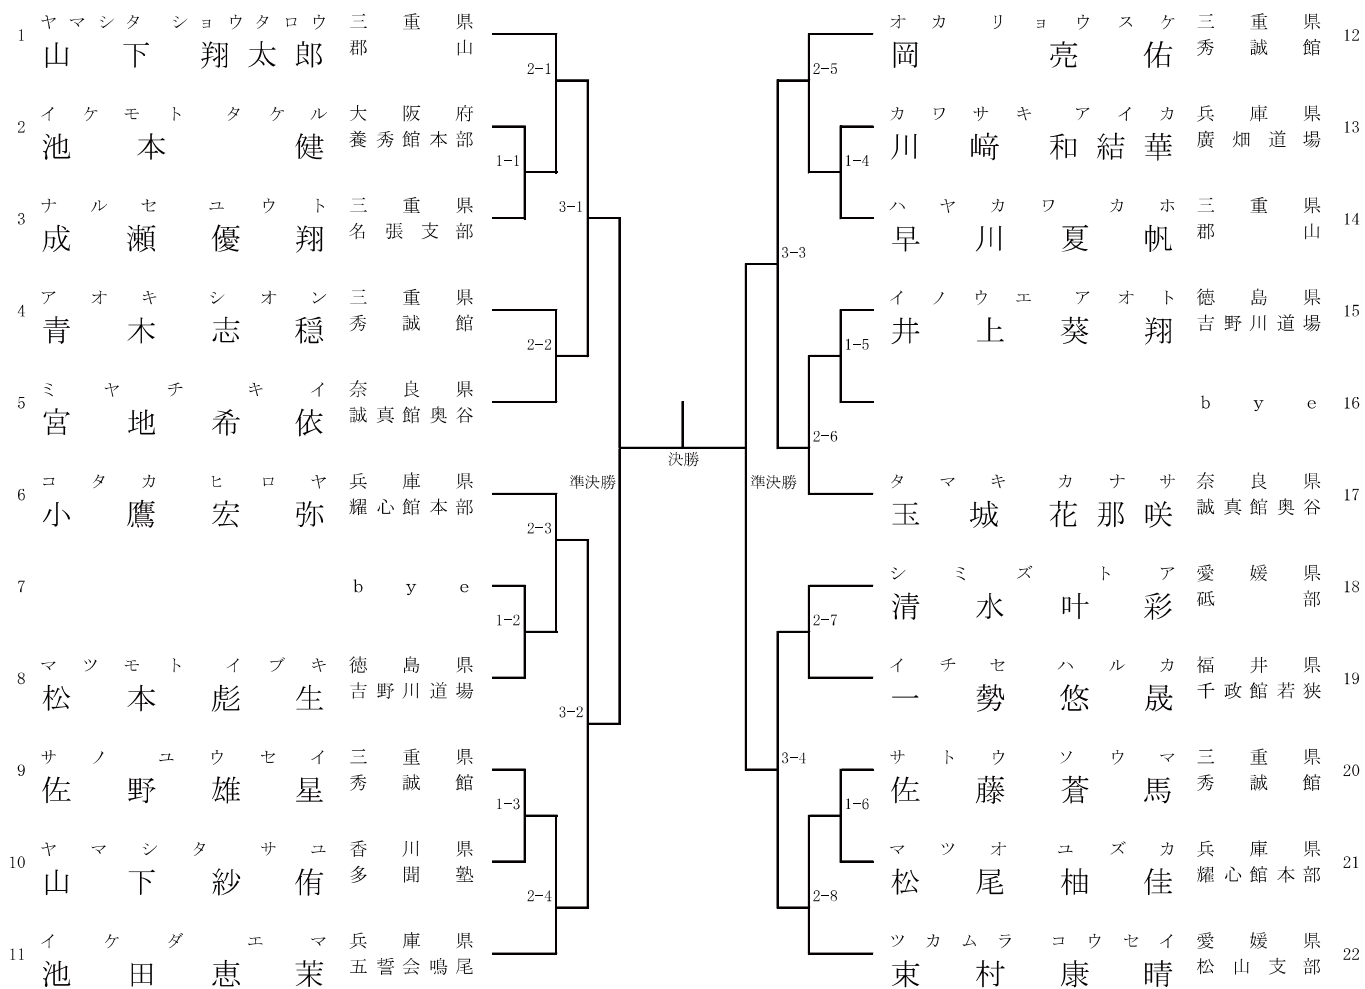 ヤマシタ ショウタロウ 三重県
1 山下翔太郎 郡山
2-1
イケモト タケル 大阪府
2 池本健 養秀館本部
1-1
ナルセ ユウト 三重県
3 成瀬優翔 名張支部
3-1
アオキ シオン 三重県
4 青木志穏 秀誠館
2-2
ミヤチ キイ 奈良県
5 宮地希依 誠真館奥谷
準決勝
コタカ ヒロヤ 兵庫県
6 小鷹宏弥 耀心館本部
2-3
7 bye
1-2
マツモト イブキ 徳島県
8 松本彪生 吉野川道場
3-2
サノ ユウセイ 三重県
9 佐野雄星 秀誠館
1-3
ヤマシタ サユ 香川県
10 山下紗侑 多聞塾
2-4
イケダ エマ 兵庫県
11 池田恵茉 五誓会鳴尾
決勝
オカ リョウスケ 三重県
岡亮佑 秀誠館 12
2-5
カワサキ アイカ 兵庫県
川﨑和結華 廣畑道場 13
1-4
ハヤカワ カホ 三重県
早川夏帆 郡山 14
3-3
イノウエ アオト 徳島県
井上葵翔 吉野川道場 15
1-5
bye 16
2-6
準決勝
タマキ カナサ 奈良県
玉城花那咲 誠真館奥谷 17
シミズ トア 愛媛県
清水叶彩 砥部 18
2-7
イチセ ハルカ 福井県
一勢悠晟 千政館若狭 19
3-4
サトウ ソウマ 三重県
佐藤蒼馬 秀誠館 20
1-6
マツオ ユズカ 兵庫県
松尾柚佳 耀心館本部 21
2-8
ツカムラ コウセイ 愛媛県
束村康晴 松山支部 22